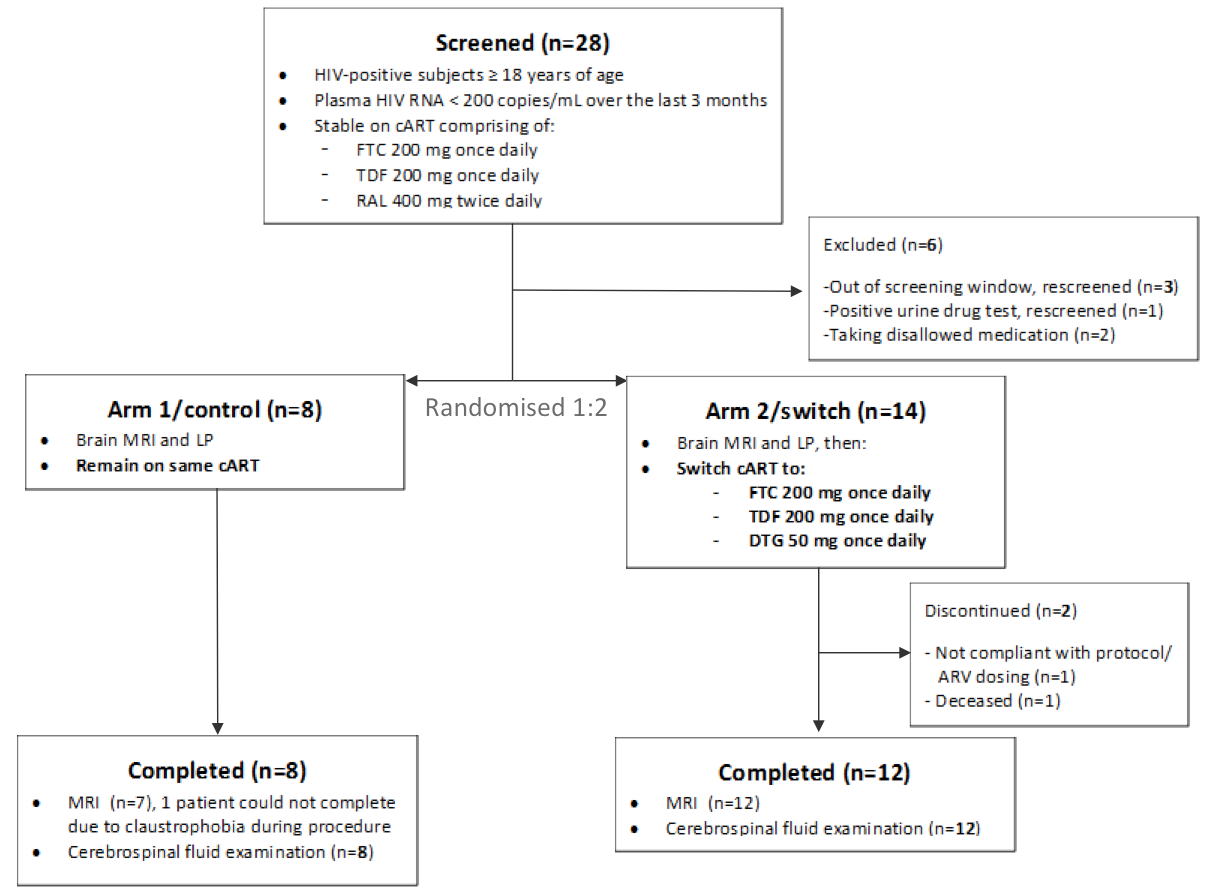 Screened (n=28)
● HIV-positive subjects ≥ 18 years of age
● Plasma HIV RNA < 200 copies/mL over the last 3 months
● Stable on cART comprising of:
- FTC 200 mg once daily
- TDF 200 mg once daily
- RAL 400 mg twice daily
Excluded (n=6)
-Out of screening window, rescreened (n=3)
-Positive urine drug test, rescreened (n=1)
-Taking disallowed medication (n=2)
Randomised 1:2
Arm 1/control (n=8)
● Brain MRI and LP
● Remain on same cART
Arm 2/switch (n=14)
● Brain MRI and LP, then:
● Switch cART to:
- FTC 200 mg once daily
- TDF 200 mg once daily
- DTG 50 mg once daily
Discontinued (n=2)
- Not compliant with protocol/
ARV dosing (n=1)
- Deceased (n=1)
Completed (n=8)
● MRI (n=7), 1 patient could not complete
due to claustrophobia during procedure
● Cerebrospinal fluid examination (n=8)
Completed (n=12)
● MRI (n=12)
● Cerebrospinal fluid examination (n=12)